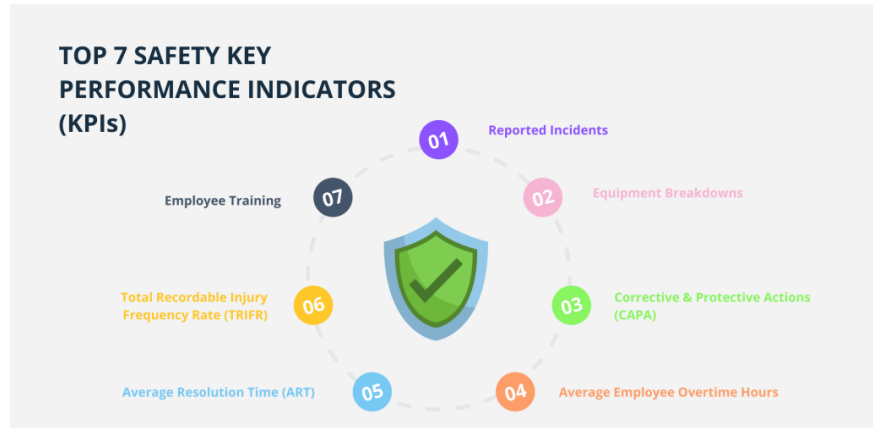 TOP 7 SAFETY KEY
PERFORMANCE INDICATORS
(KPIs)
01
Reported Incidents
02
Equipment Breakdowns
03
Corrective & Protective Actions
(CAPA)
04
Average Employee Overtime Hours
05
Average Resolution Time (ART)
06
Total Recordable Injury
Frequency Rate (TRIFR)
07
Employee Training